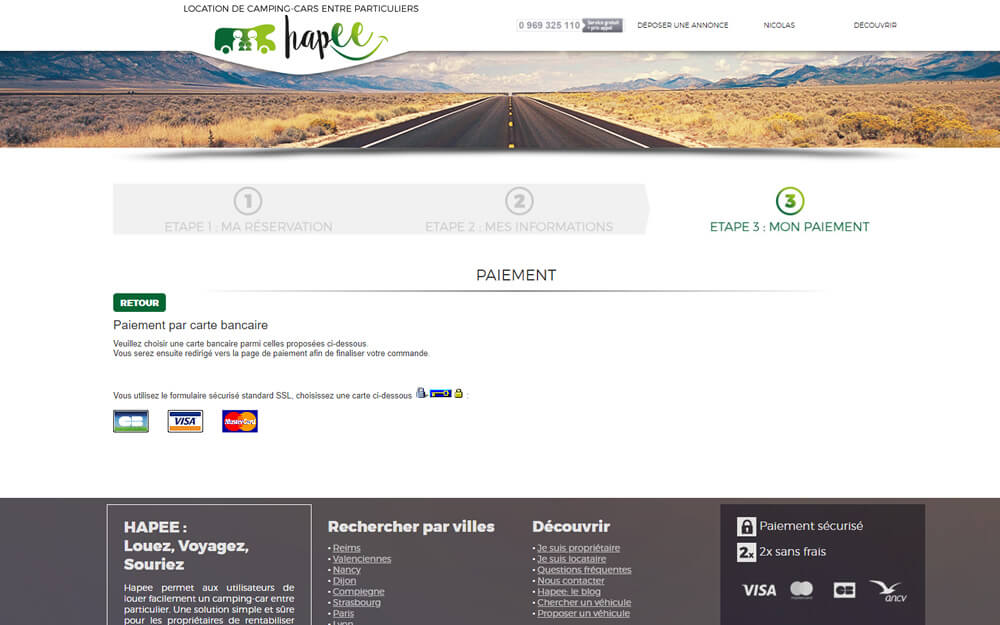 LOCATION DE CAMPING-CARS ENTRE PARTICULIERS
hapee
0 969 325 110 Service gratuit + prix appel
DÉPOSER UNE ANNONCE NICOLAS DÉCOUVRIR
1 2 3
ETAPE 1 : MA RÉSERVATION ETAPE 2 : MES INFORMATIONS ETAPE 3 : MON PAIEMENT
PAIEMENT
RETOUR
Paiement par carte bancaire
Veuillez choisir une carte bancaire parmi celles proposées ci-dessous.
Vous serez ensuite redirigé vers la page de paiement afin de finaliser votre commande.
Vous utilisez le formulaire sécurisé standard SSL, choisissez une carte ci-dessous :
CB VISA MasterCard
HAPEE :
Louez, Voyagez,
Souriez
Hapee permet aux utilisateurs de
louer facilement un camping-car entre
particulier. Une solution simple et sûre
pour les propriétaires de rentabiliser
Rechercher par villes
• Reims
• Valenciennes
• Nancy
• Dijon
• Compiegne
• Strasbourg
• Paris
• Lyon
Découvrir
• Je suis propriétaire
• Je suis locataire
• Questions fréquentes
• Nous contacter
• Hapee: le blog
• Chercher un véhicule
• Proposer un véhicule
Paiement sécurisé
2x 2x sans frais
VISA mastercard CB ancv